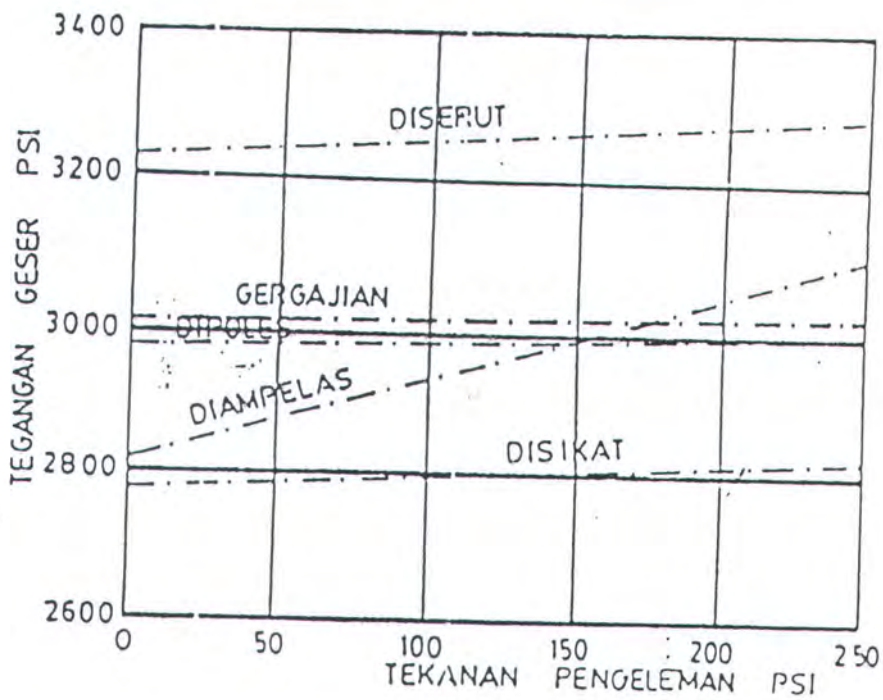 3400
DISERUT
3200
TEGANGAN GESER PSI
GERGAJIAN
3000
DIPOLES
DIAMPELAS
2800
DISIKAT
2600
0 50 100 150 200 250
TEKANAN PENGELEMAN PSI